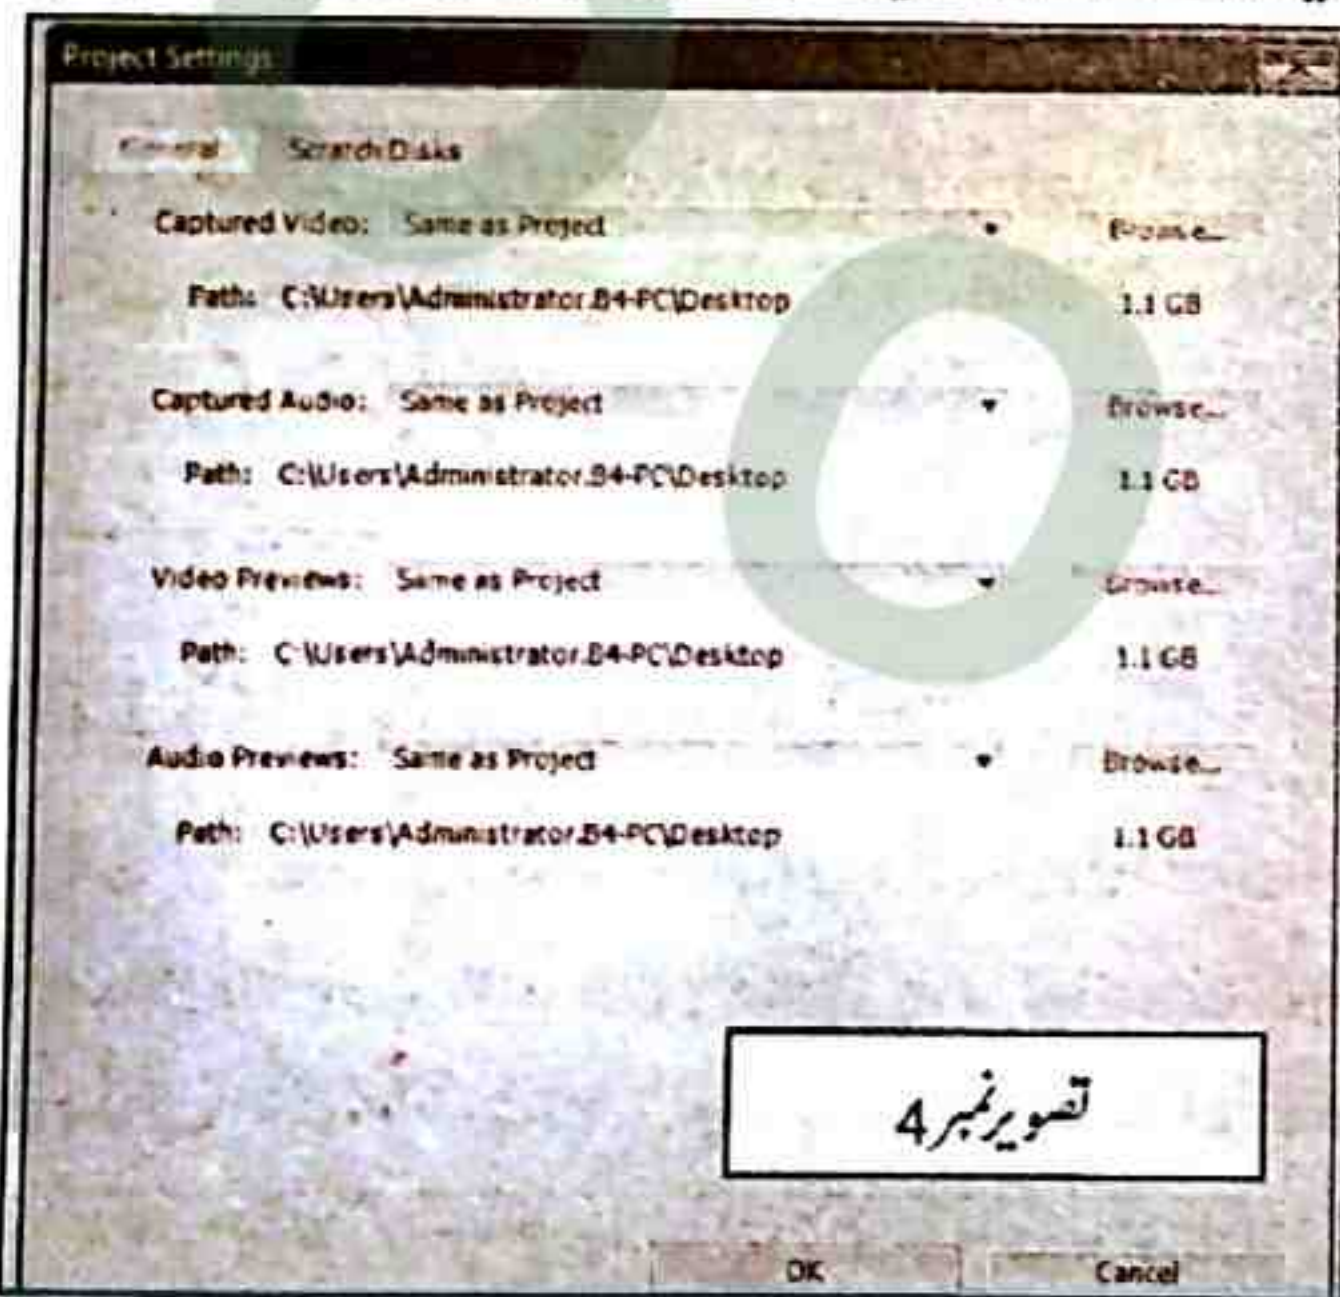 Project Settings
General Scratch Disks
Captured Video: Same as Project Browse...
Path: C:\Users\Administrator.B4-PC\Desktop 1.1 GB
Captured Audio: Same as Project Browse...
Path: C:\Users\Administrator.B4-PC\Desktop 1.1 GB
Video Previews: Same as Project Browse...
Path: C:\Users\Administrator.B4-PC\Desktop 1.1 GB
Audio Previews: Same as Project Browse...
Path: C:\Users\Administrator.B4-PC\Desktop 1.1 GB
تصویر نمبر 4
OK Cancel